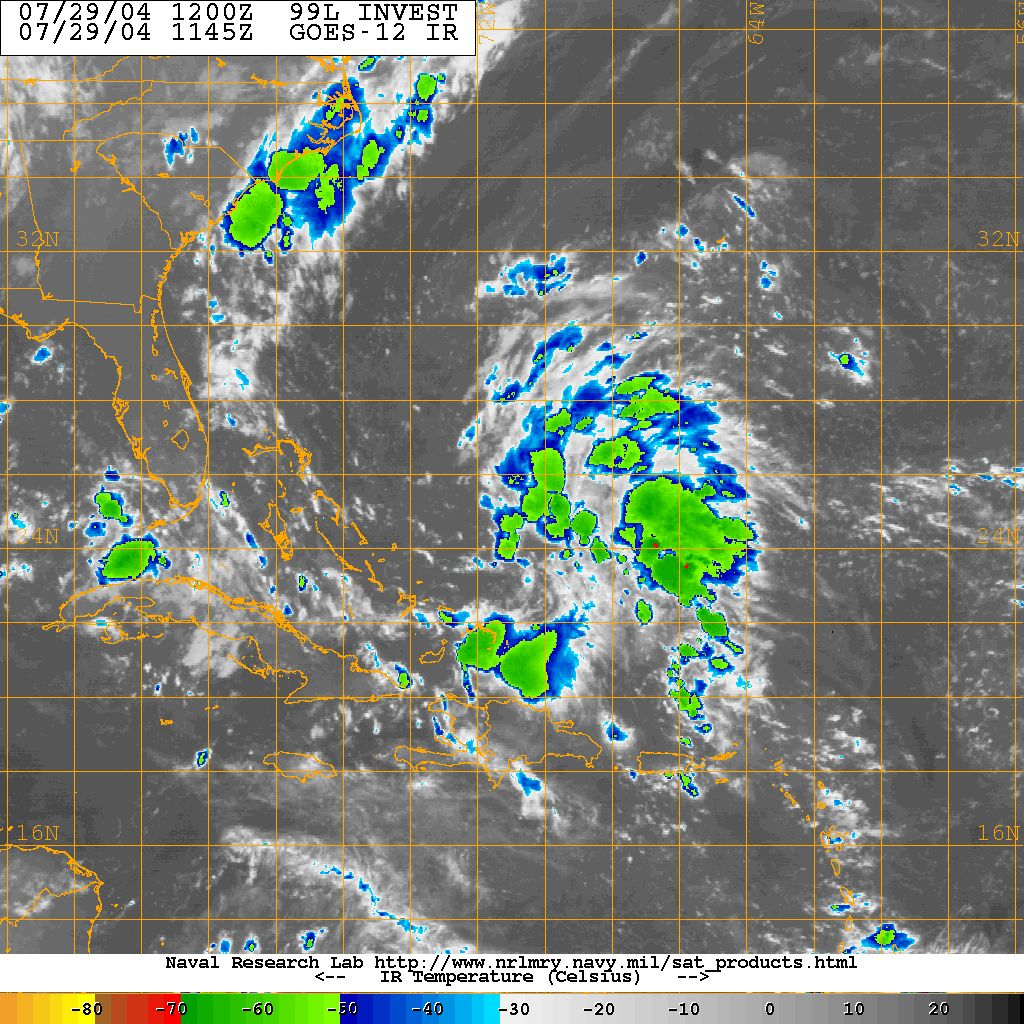 07/29/04 1200Z 99L INVEST
07/29/04 1145Z GOES-12 IR
72W
64W
32N
32N
24N
24N
16N
16N
Naval Research Lab http://www.nrlmry.navy.mil/sat_products.html
<-- IR Temperature (Celsius) -->
-80 -70 -60 -50 -40 -30 -20 -10 0 10 20